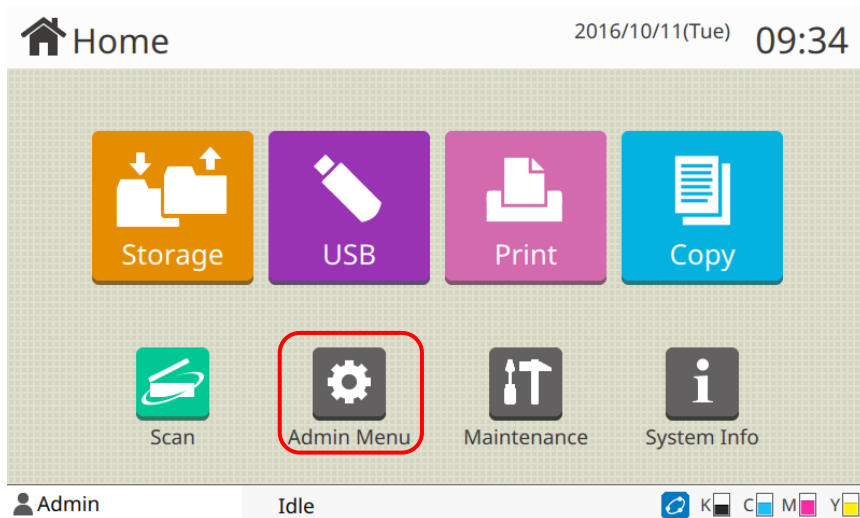 Home
2016/10/11(Tue) 09:34
Storage USB Print Copy
Scan Admin Menu Maintenance System Info
Admin Idle K C M Y